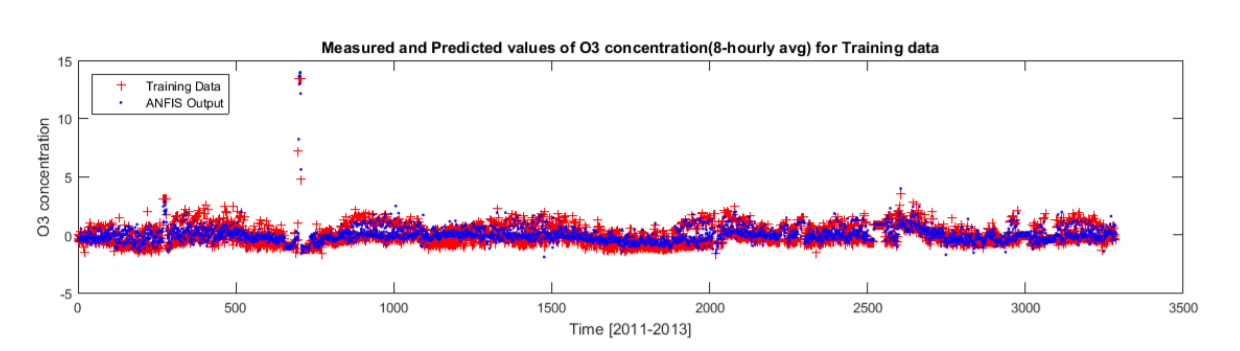 Measured and Predicted values of O3 concentration(8-hourly avg) for Training data
Training Data
ANFIS Output
O3 concentration
15
10
5
0
-5
0 500 1000 1500 2000 2500 3000 3500
Time [2011-2013]